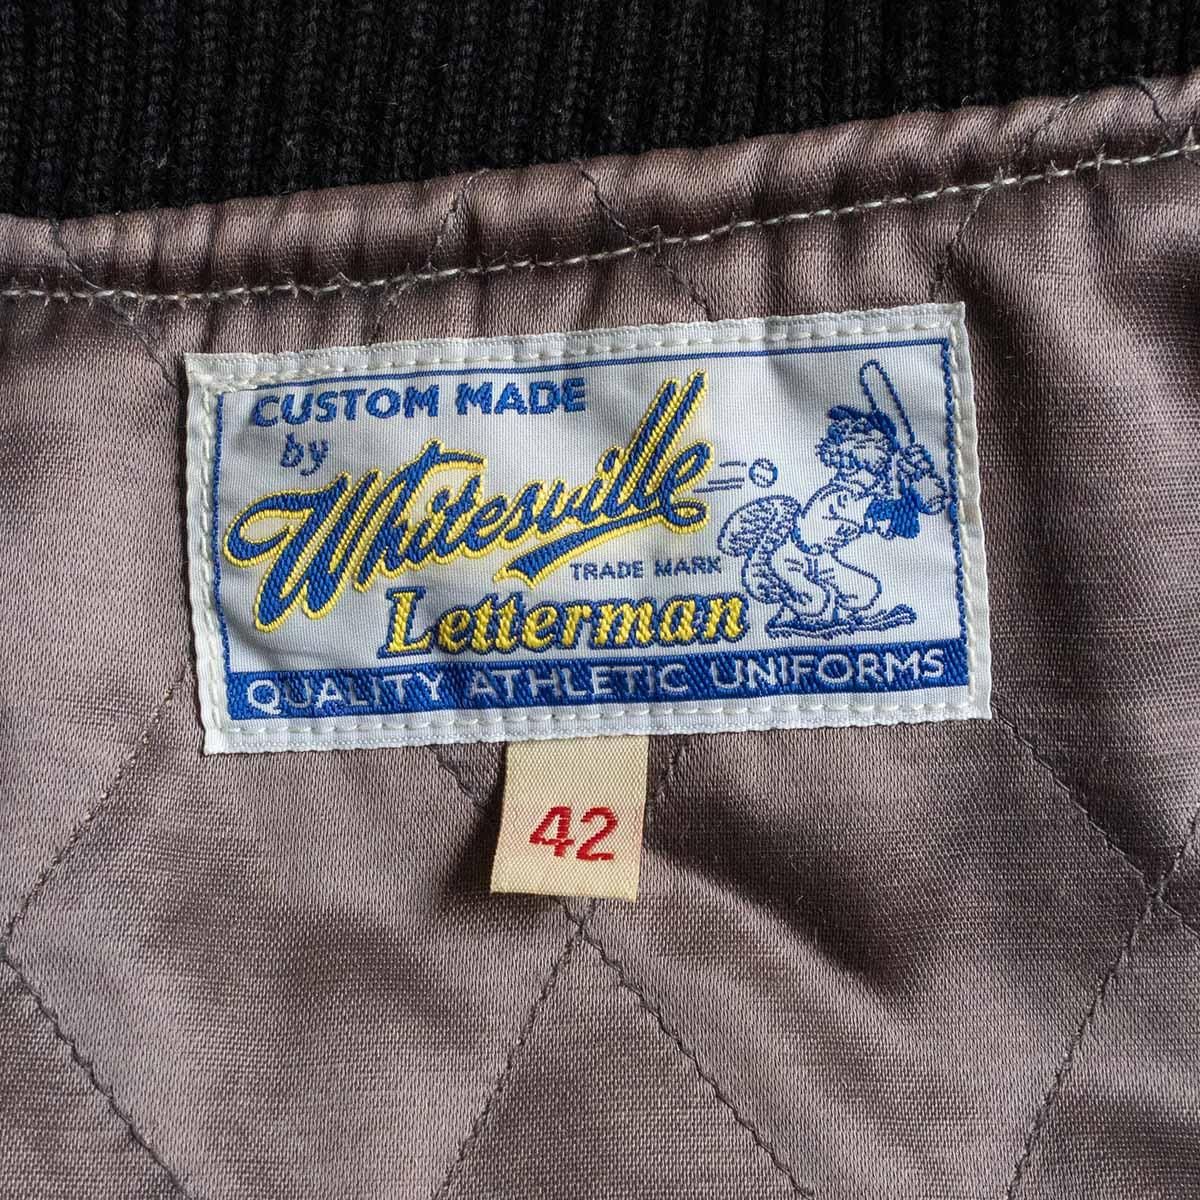 CUSTOM MADE
by
Whitesville
TRADE MARK
Letterman
QUALITY ATHLETIC UNIFORMS
42